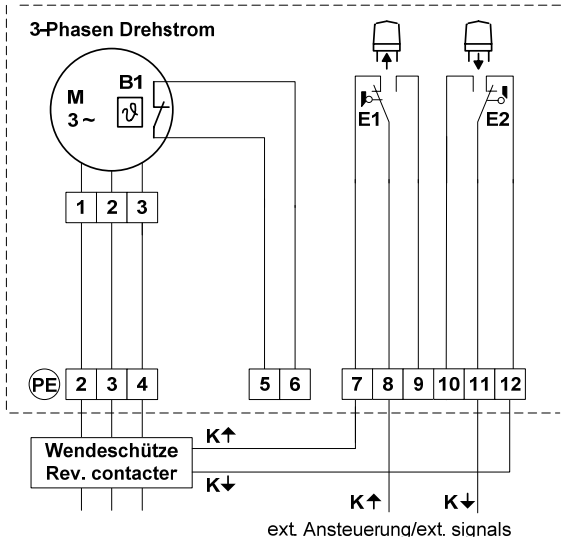 3-Phasen Drehstrom
B1
M
3~
ϑ
E1
E2
1 2 3
PE 2 3 4 5 6 7 8 9 10 11 12
K↑
Wendeschütze
Rev. contacter
K↓
K↑ K↓
ext. Ansteuerung/ext. signals